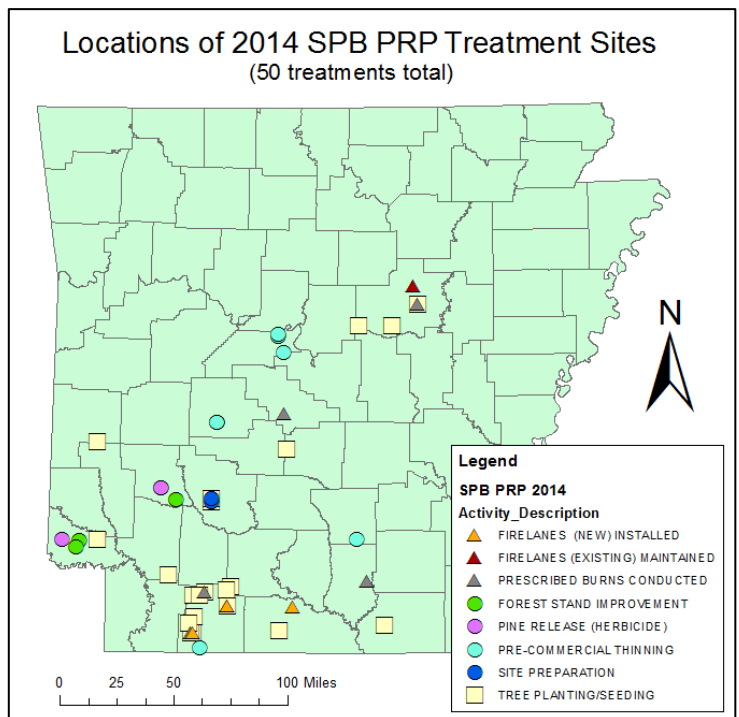 Locations of 2014 SPB PRP Treatment Sites
(50 treatments total)
N
Legend
SPB PRP 2014
Activity_Description
FIRELANES (NEW) INSTALLED
FIRELANES (EXISTING) MAINTAINED
PRESCRIBED BURNS CONDUCTED
FOREST STAND IMPROVEMENT
PINE RELEASE (HERBICIDE)
PRE-COMMERCIAL THINNING
SITE PREPARATION
TREE PLANTING/SEEDING
0 25 50 100 Miles